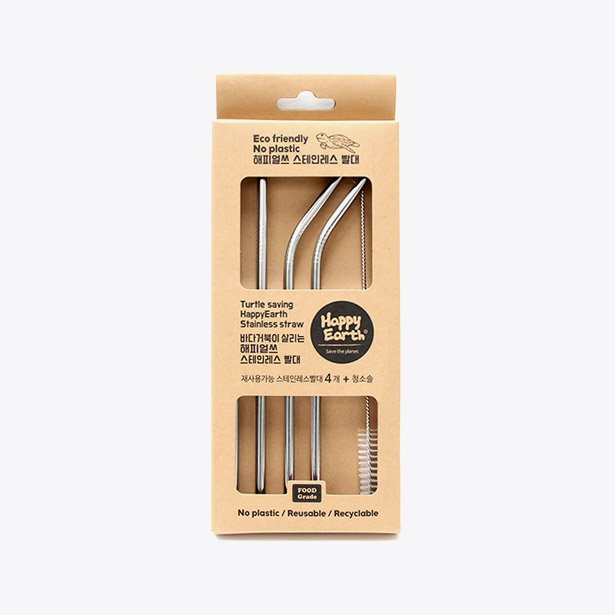 Eco friendly
No plastic
해피얼쓰 스테인레스 빨대
Turtle saving
HappyEarth
Stainless straw
바다거북이 살리는
해피얼쓰
스테인레스 빨대
Happy
Earth
Save the planet
재사용가능 스테인레스빨대 4개 + 청소솔
FOOD
Grade
No plastic / Reusable / Recyclable